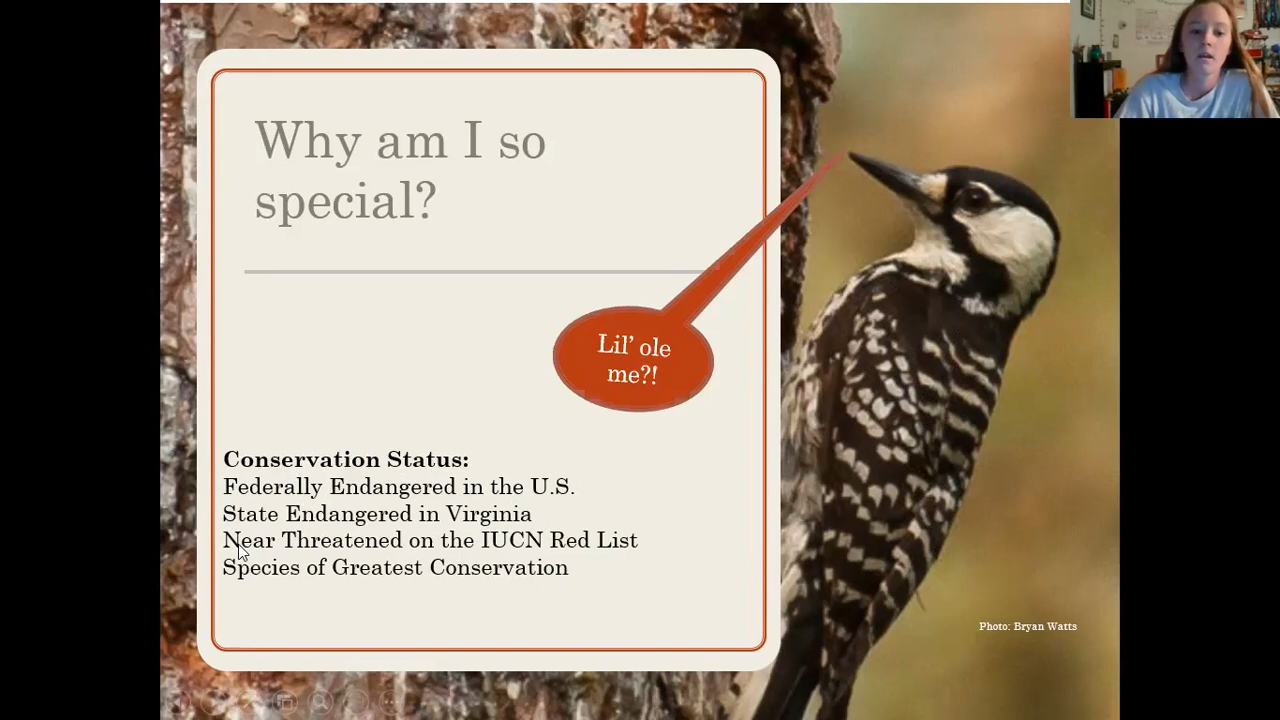 Why am I so
special?
Lil’ ole
me?!
Conservation Status:
Federally Endangered in the U.S.
State Endangered in Virginia
Near Threatened on the IUCN Red List
Species of Greatest Conservation
Photo: Bryan Watts